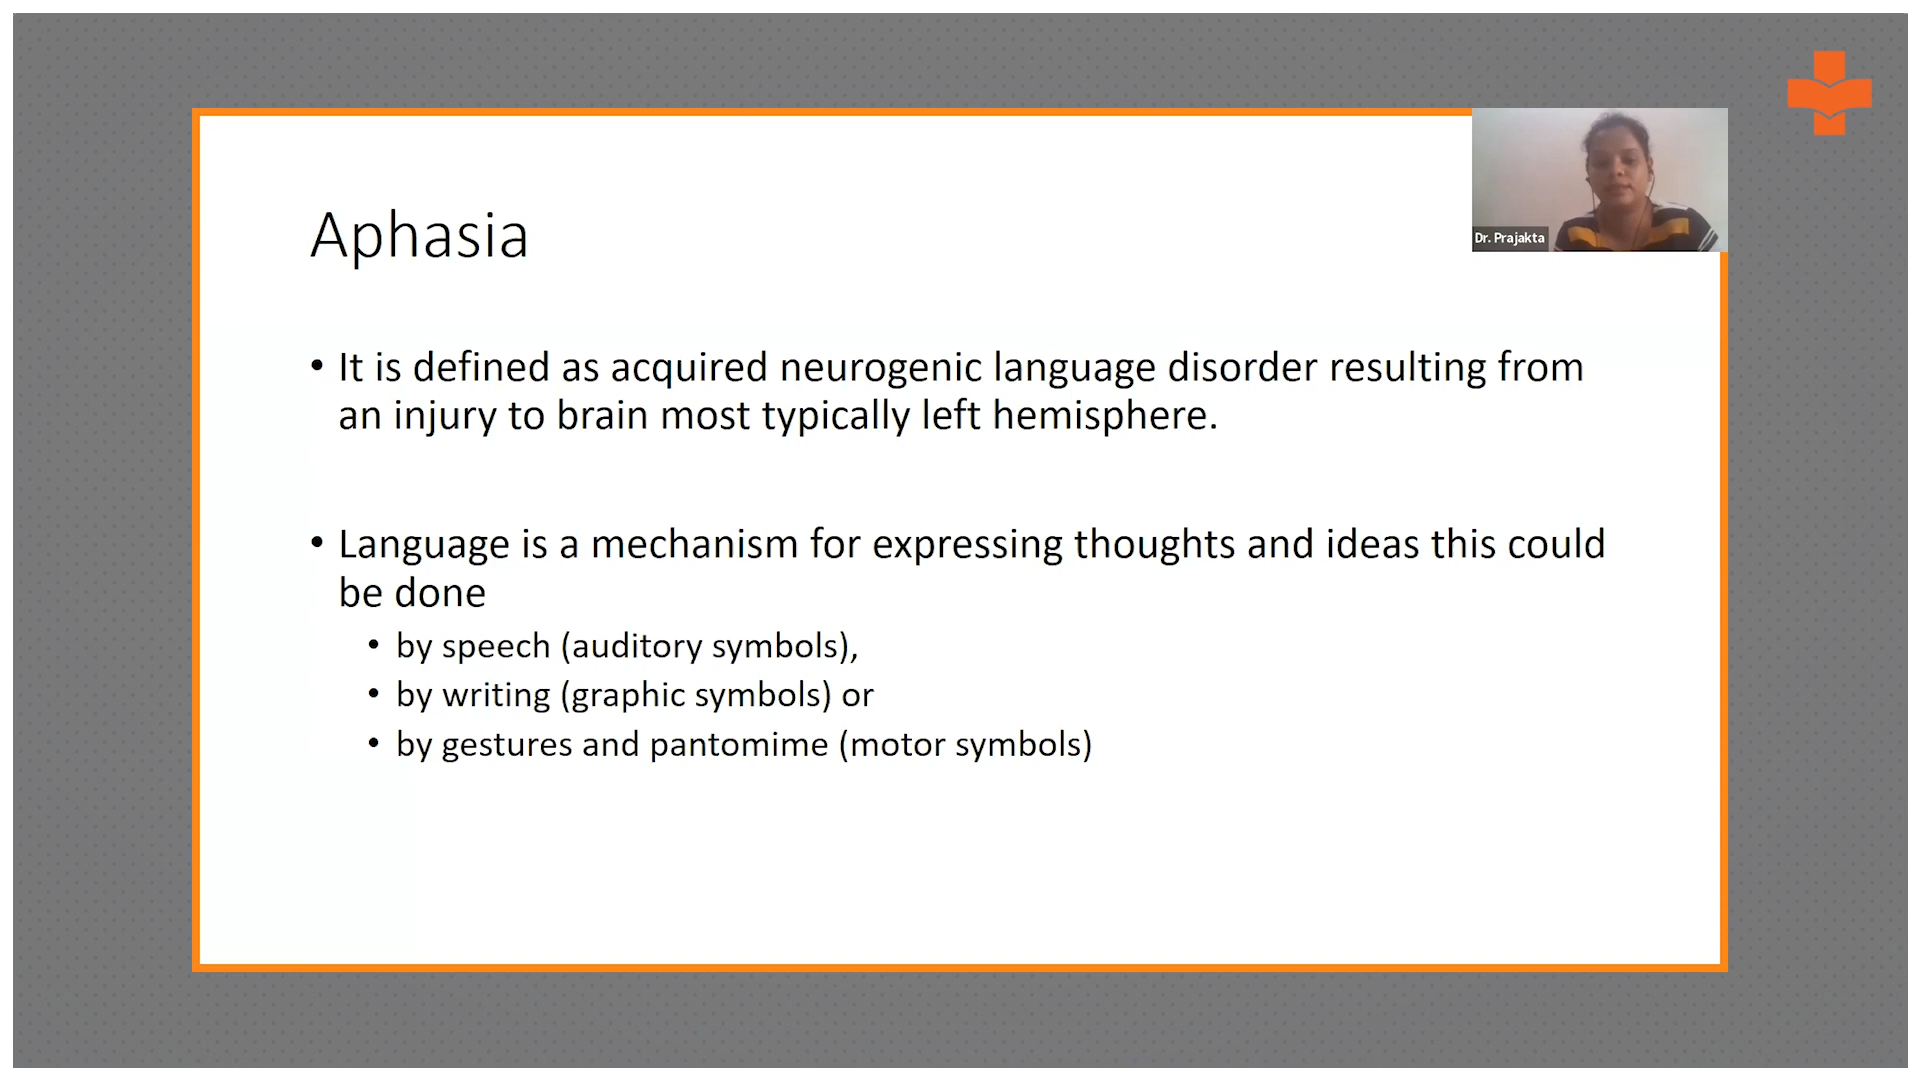 Dr. Prajakta
Aphasia
• It is defined as acquired neurogenic language disorder resulting from
an injury to brain most typically left hemisphere.
• Language is a mechanism for expressing thoughts and ideas this could
be done
• by speech (auditory symbols),
• by writing (graphic symbols) or
• by gestures and pantomime (motor symbols)